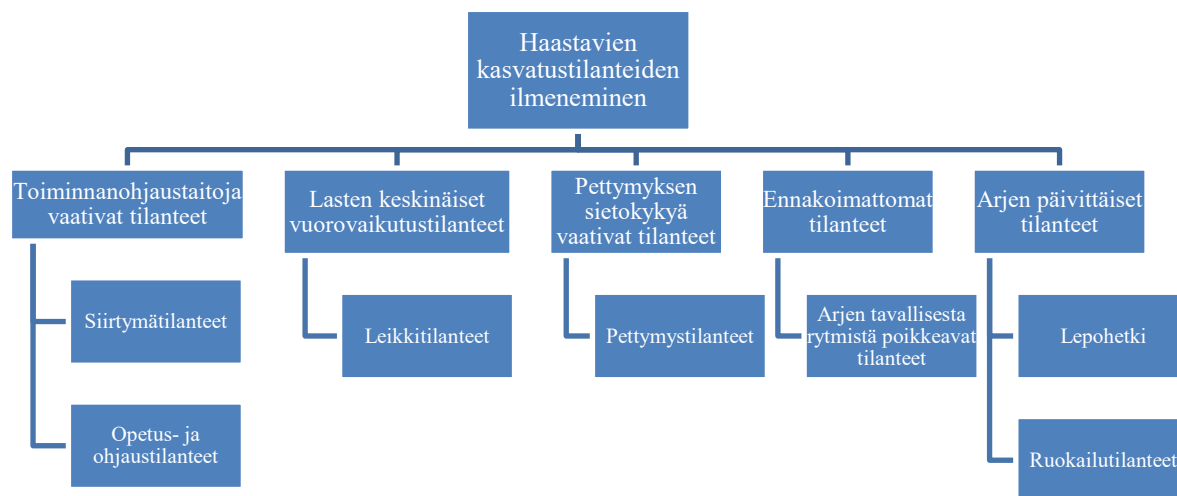 Haastavien
kasvatustilanteiden
ilmeneminen
Toiminnanohjaustaitoja
vaativat tilanteet
Siirtymätilanteet
Opetus- ja
ohjaustilanteet
Lasten keskinäiset
vuorovaikutustilanteet
Leikkitilanteet
Pettymyksen
sietokykyä
vaativat tilanteet
Pettymystilanteet
Ennakoimattomat
tilanteet
Arjen tavallisesta
rytmistä poikkeavat
tilanteet
Arjen päivittäiset
tilanteet
Lepohetki
Ruokailutilanteet